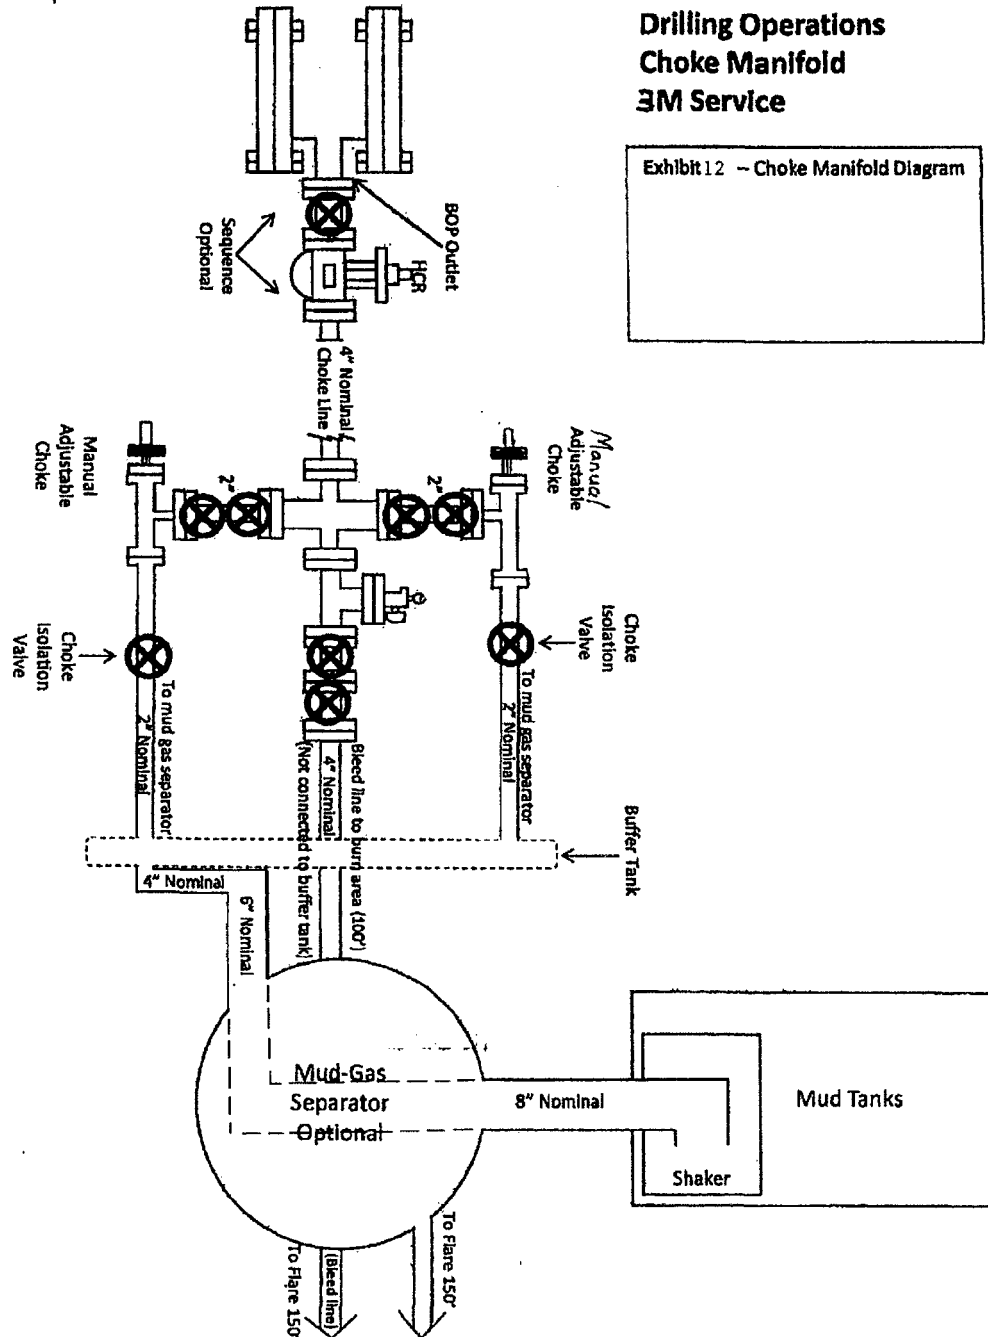 Drilling Operations
Choke Manifold
3M Service
Exhibit 12 - Choke Manifold Diagram
BOP Outlet
HCR
Sequence
Optional
4" Nominal
Choke Line
Manual
Adjustable
Choke
2"
2"
Manual
Adjustable
Choke
Choke
Isolation
Valve
Choke
Isolation
Valve
To mud gas separator
2" Nominal
Bleed line to burn area (100')
4" Nominal
(Not connected to buffer tank)
To mud gas separator
2" Nominal
Buffer Tank
4" Nominal
6" Nominal
Mud-Gas
Separator
Optional
8" Nominal
Mud Tanks
Shaker
To Flare 150'
(Bleed line)
To Flare 150'